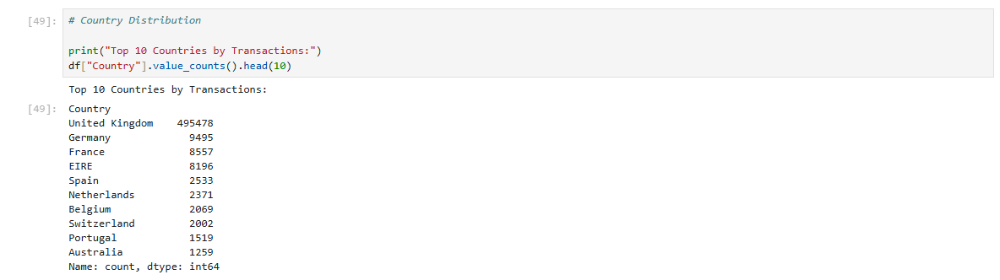 [49]: # Country Distribution
print("Top 10 Countries by Transactions:")
df["Country"].value_counts().head(10)
Top 10 Countries by Transactions:
[49]: Country
United Kingdom    495478
Germany             9495
France              8557
EIRE                8196
Spain               2533
Netherlands         2371
Belgium             2069
Switzerland         2002
Portugal            1519
Australia           1259
Name: count, dtype: int64